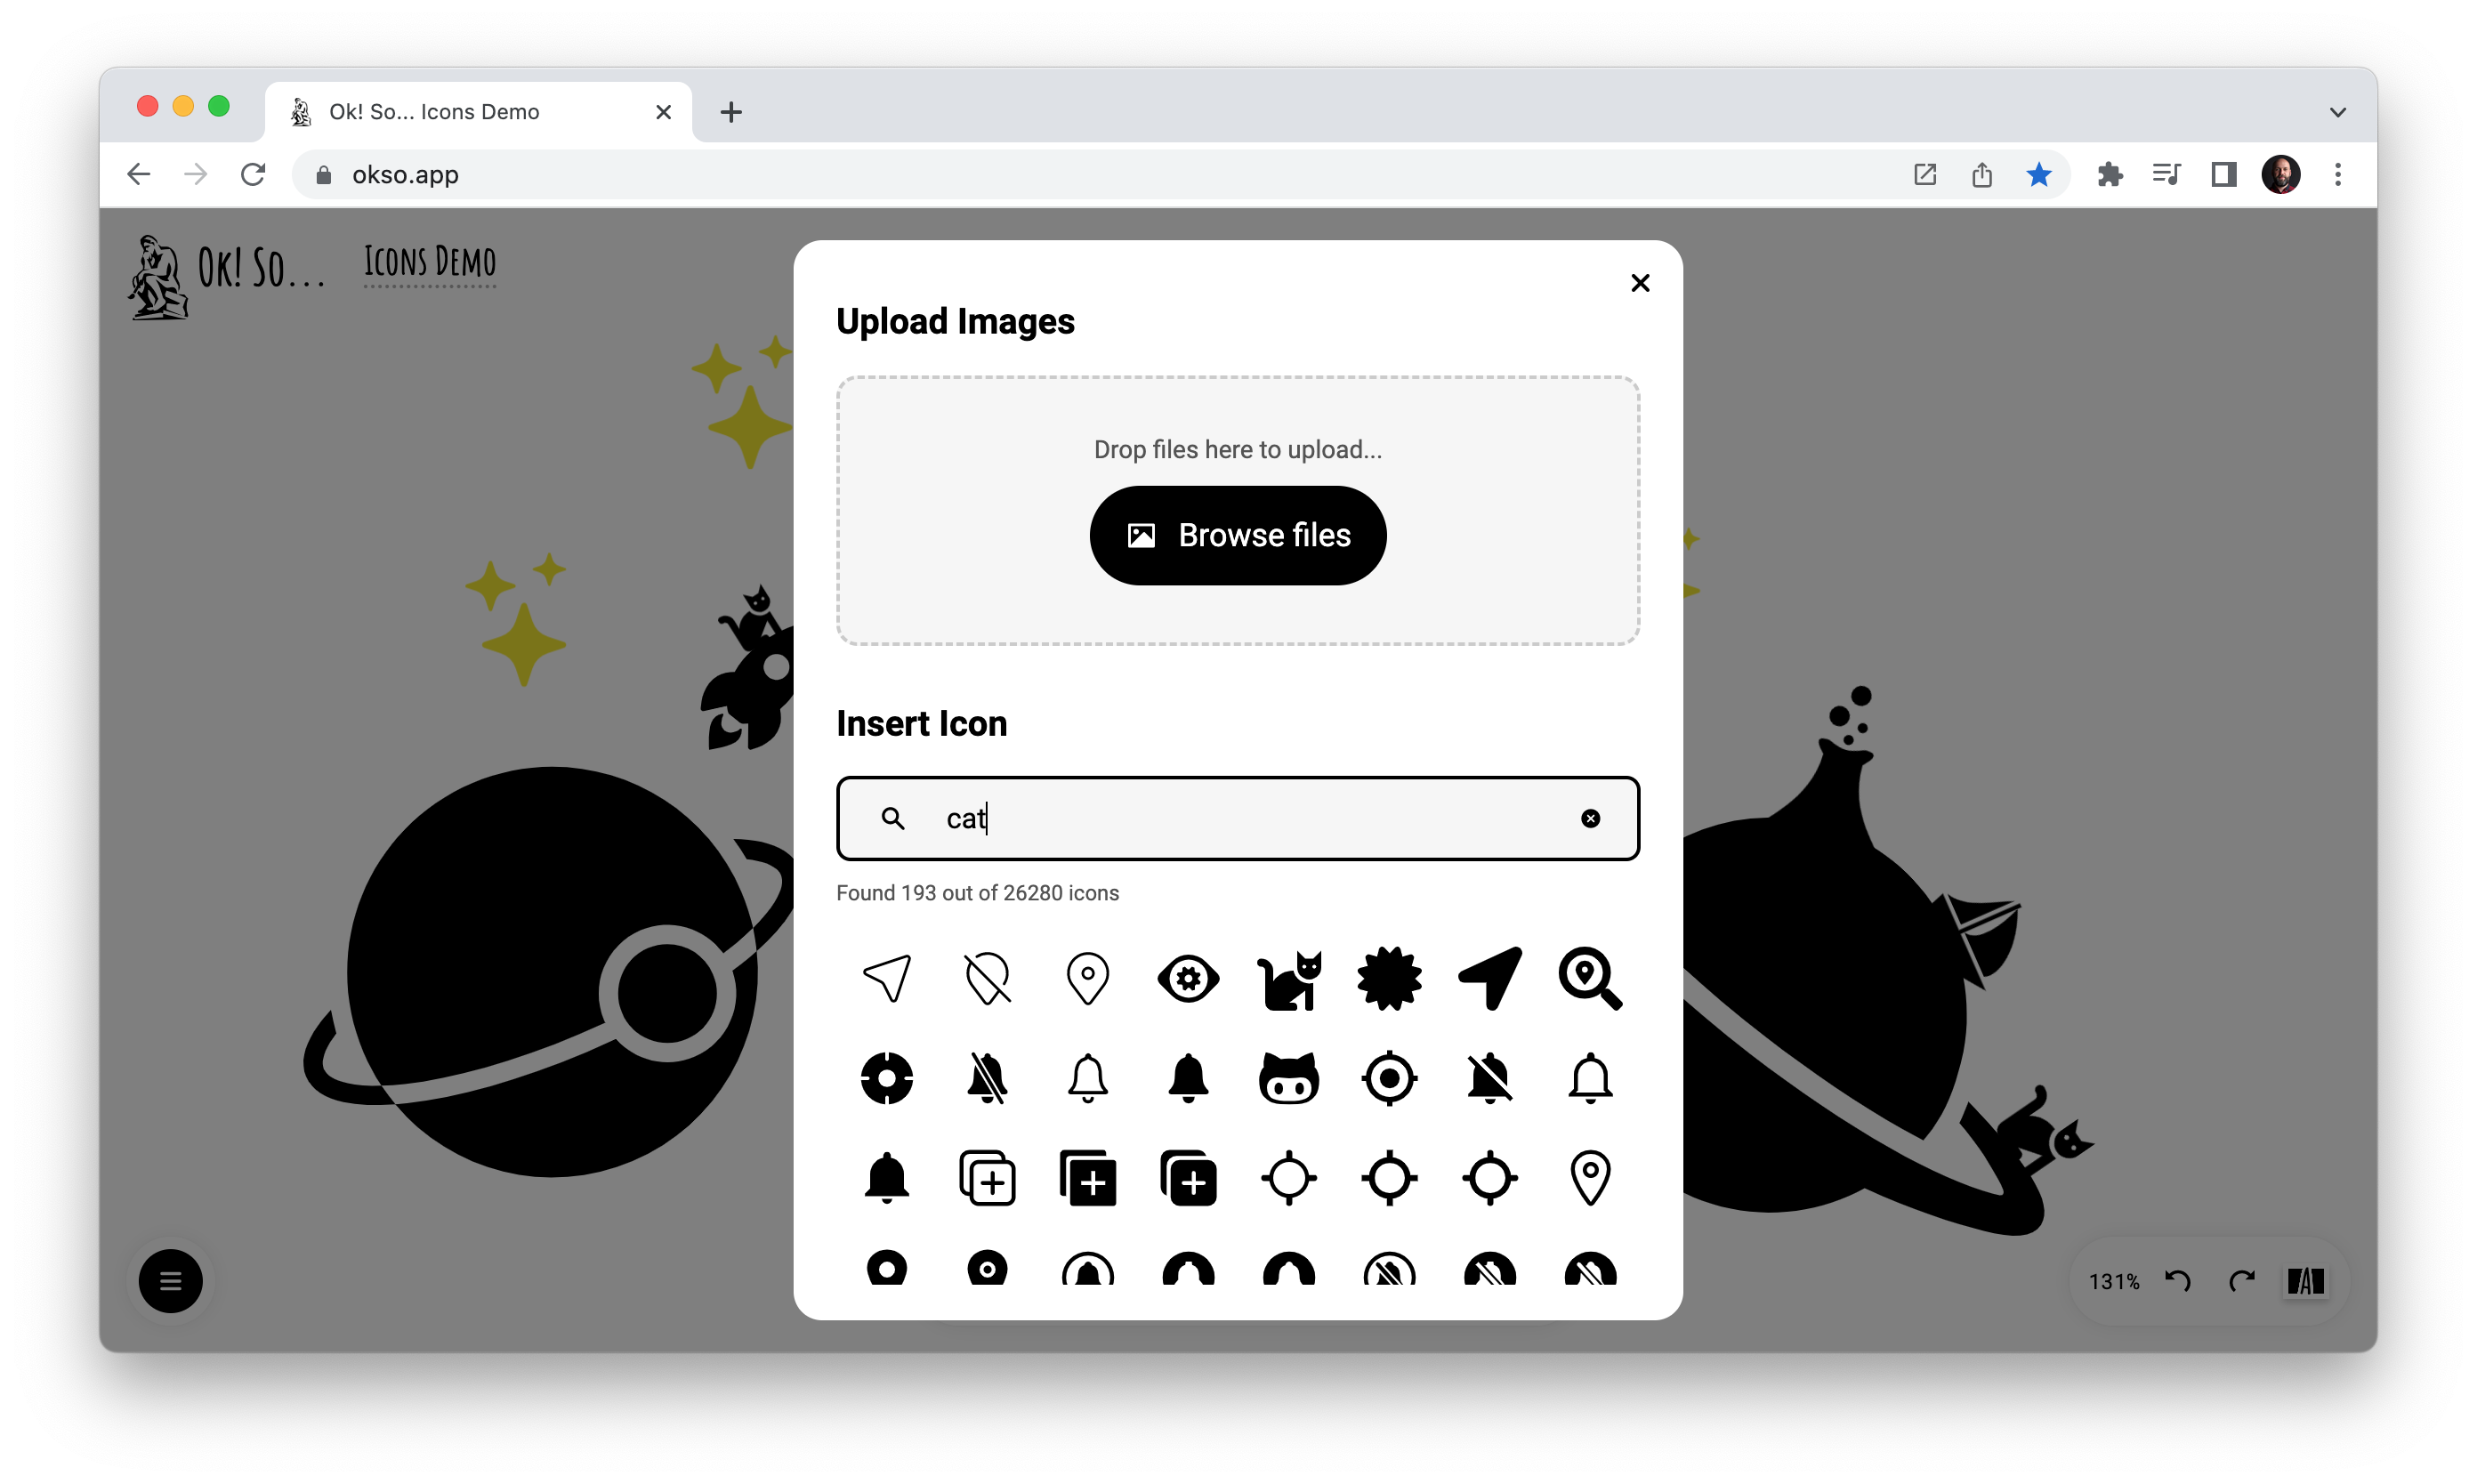 Ok! So... Icons Demo
okso.app
Ok! So...
Icons Demo
Upload Images
Drop files here to upload...
Browse files
Insert Icon
cat
Found 193 out of 26280 icons
131%
A